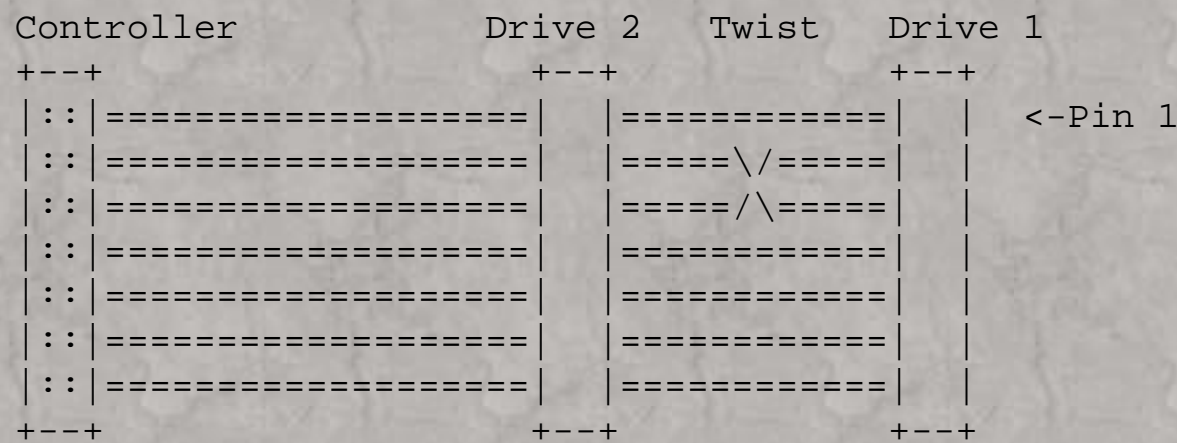 Controller              Drive 2    Twist    Drive 1
+--+                        +--+               +--+
|::|===================|  |============|  |  <-Pin 1
|::|===================|  |=====\/=====|  |
|::|===================|  |=====/\=====|  |
|::|===================|  |============|  |
|::|===================|  |============|  |
|::|===================|  |============|  |
|::|===================|  |============|  |
+--+                        +--+               +--+